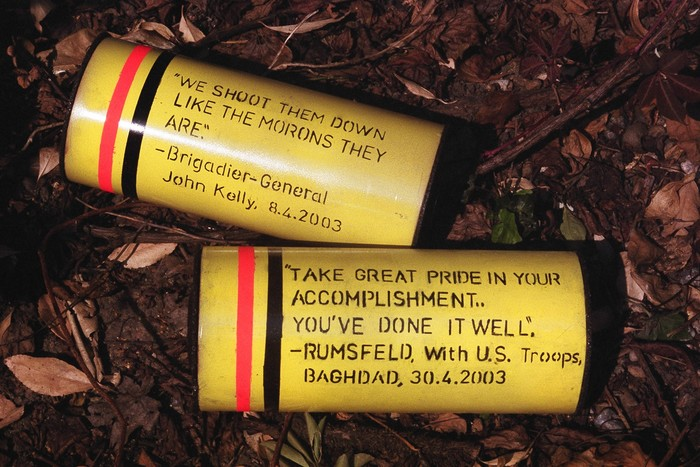 "WE SHOOT THEM DOWN
LIKE THE MORONS THEY
ARE."
-Brigadier-General
John Kelly, 8.4.2003
"TAKE GREAT PRIDE IN YOUR
ACCOMPLISHMENT..
YOU'VE DONE IT WELL".
-RUMSFELD, With U.S. Troops,
BAGHDAD, 30.4.2003